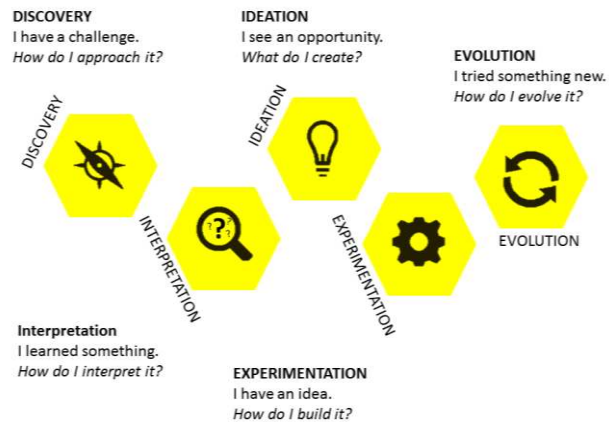 DISCOVERY
I have a challenge.
How do I approach it?
IDEATION
I see an opportunity.
What do I create?
EVOLUTION
I tried something new.
How do I evolve it?
DISCOVERY
INTERPRETATION
???
IDEATION
EXPERIMENTATION
EVOLUTION
Interpretation
I learned something.
How do I interpret it?
EXPERIMENTATION
I have an idea.
How do I build it?